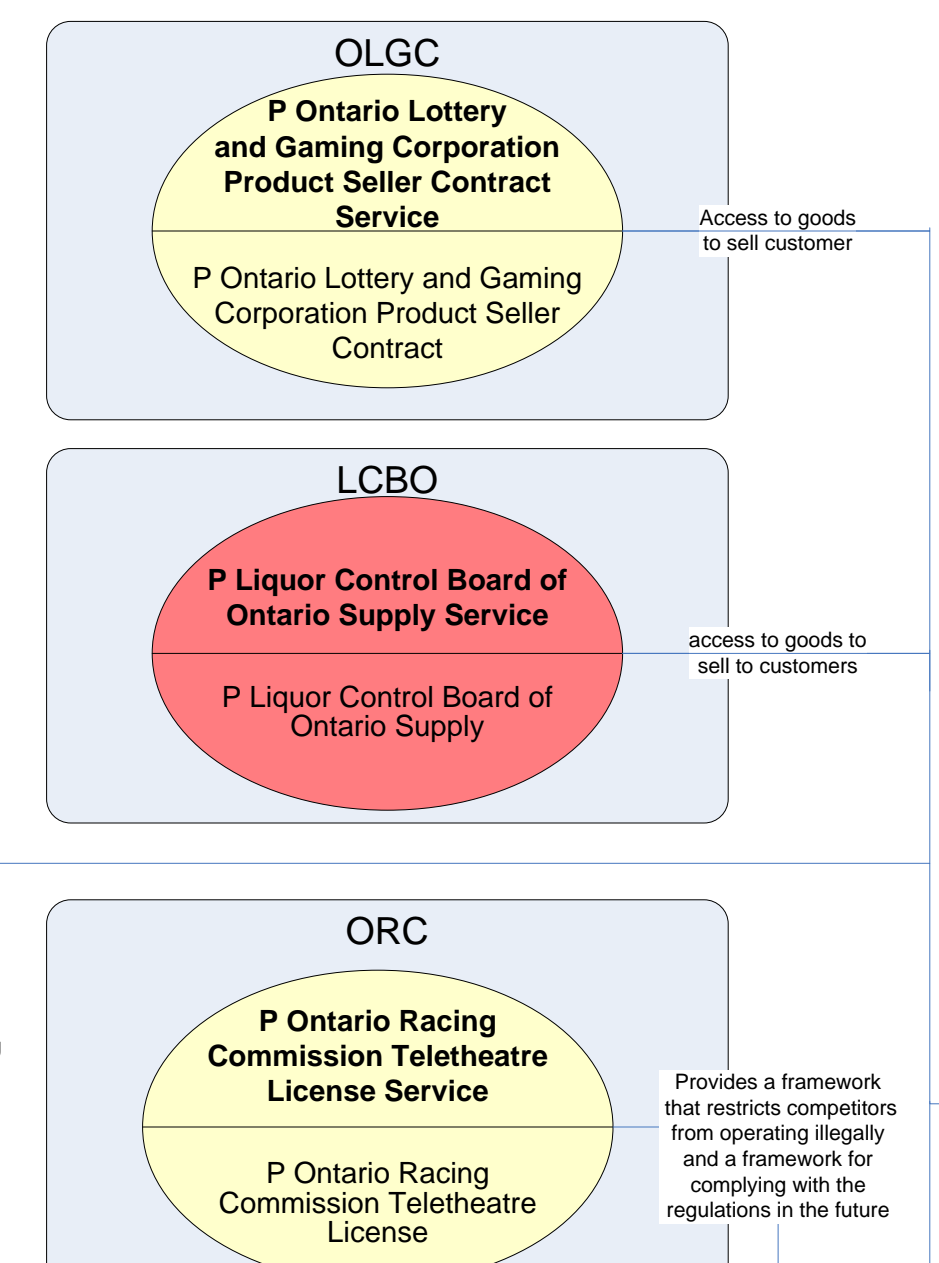 OLGC
P Ontario Lottery
and Gaming Corporation
Product Seller Contract
Service
P Ontario Lottery and Gaming
Corporation Product Seller
Contract
Access to goods
to sell customer
LCBO
P Liquor Control Board of
Ontario Supply Service
P Liquor Control Board of
Ontario Supply
access to goods to
sell to customers
ORC
P Ontario Racing
Commission Teletheatre
License Service
P Ontario Racing
Commission Teletheatre
License
Provides a framework
that restricts competitors
from operating illegally
and a framework for
complying with the
regulations in the future